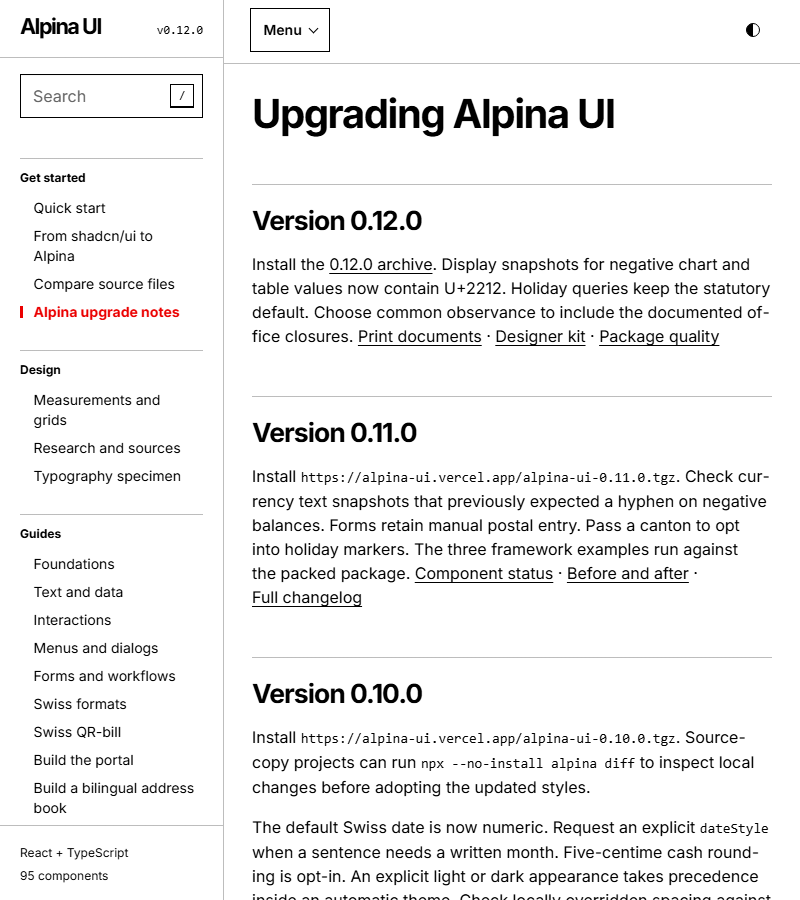 Alpina UI
v0.12.0
Search
/
Get started
Quick start
From shadcn/ui to
Alpina
Compare source files
Alpina upgrade notes
Design
Measurements and
grids
Research and sources
Typography specimen
Guides
Foundations
Text and data
Interactions
Menus and dialogs
Forms and workflows
Swiss formats
Swiss QR-bill
Build the portal
Build a bilingual address
book
React + TypeScript
95 components
Menu
Upgrading Alpina UI
Version 0.12.0
Install the 0.12.0 archive. Display snapshots for negative chart and
table values now contain U+2212. Holiday queries keep the statutory
default. Choose common observance to include the documented of-
fice closures. Print documents · Designer kit · Package quality
Version 0.11.0
Install https://alpina-ui.vercel.app/alpina-ui-0.11.0.tgz. Check cur-
rency text snapshots that previously expected a hyphen on negative
balances. Forms retain manual postal entry. Pass a canton to opt
into holiday markers. The three framework examples run against
the packed package. Component status · Before and after ·
Full changelog
Version 0.10.0
Install https://alpina-ui.vercel.app/alpina-ui-0.10.0.tgz. Source-
copy projects can run npx --no-install alpina diff to inspect local
changes before adopting the updated styles.
The default Swiss date is now numeric. Request an explicit dateStyle
when a sentence needs a written month. Five-centime cash round-
ing is opt-in. An explicit light or dark appearance takes precedence
inside an automatic theme. Check locally overridden spacing against